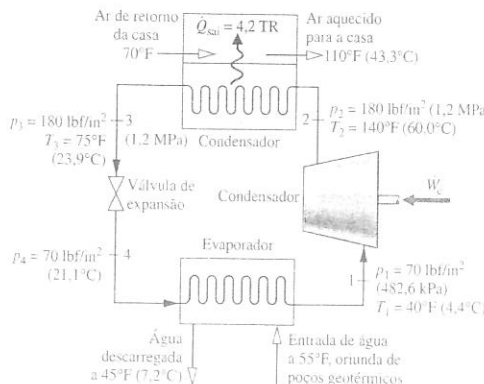 Ar de retorno
da casa
70°F
Q̇sai = 4,2 TR
Ar aquecido
para a casa
110°F (43,3°C)
p3 = 180 lbf/in² (1,2 MPa)
T3 = 75°F
(23,9°C)
3
Condensador
2
p2 = 180 lbf/in² (1,2 MPa)
T2 = 140°F (60.0°C)
Válvula de
expansão
Condensador
Ẇc
p4 = 70 lbf/in²
(21,1°C)
4
Evaporador
1
p1 = 70 lbf/in²
(482,6 kPa)
T1 = 40°F (4,4°C)
Água
descarregada
a 45°F (7,2°C)
Entrada de água
a 55°F, oriunda de
poços geotérmicos